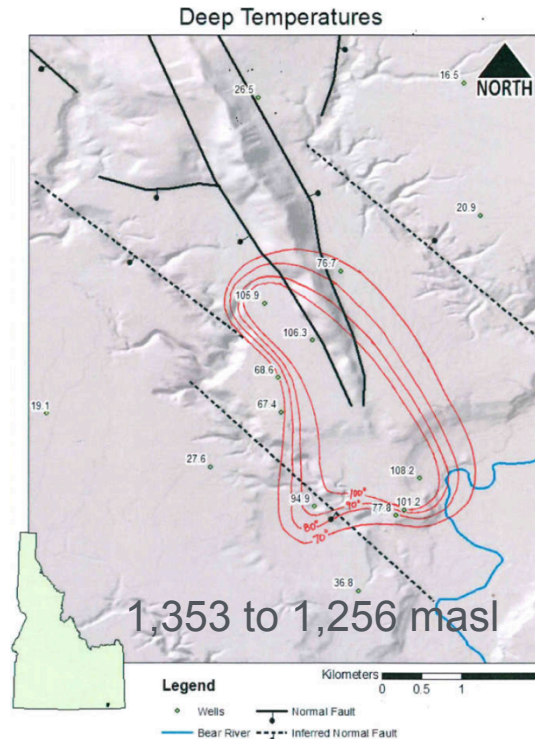 Deep Temperatures
NORTH
26.5
16.5
20.9
76.7
105.9
106.3
68.6
67.4
19.1
27.6
108.2
94.9
100°
90°
77.8
101.2
80°
70°
36.8
1,353 to 1,256 masl
Kilometers
0 0.5 1
Legend
Wells
Normal Fault
Bear River
Inferred Normal Fault